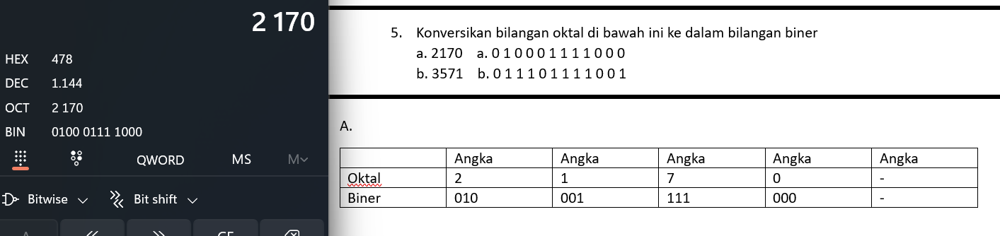 2 170
HEX 478
DEC 1.144
OCT 2 170
BIN 0100 0111 1000
QWORD MS M
Bitwise Bit shift
A CE
5. Konversikan bilangan oktal di bawah ini ke dalam bilangan biner
a. 2170 a. 0 1 0 0 0 1 1 1 1 0 0 0
b. 3571 b. 0 1 1 1 0 1 1 1 1 0 0 1
A.
Angka Angka Angka Angka Angka
Oktal 2 1 7 0 -
Biner 010 001 111 000 -